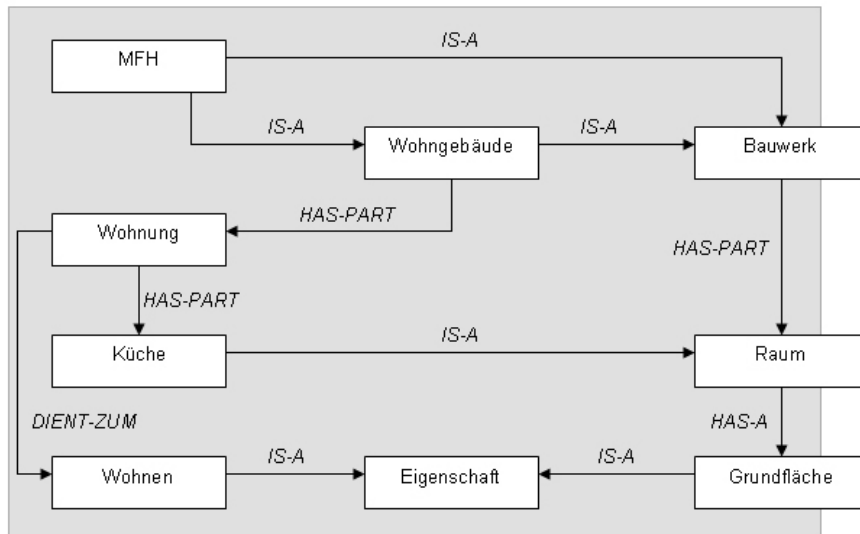 IS-A
MFH
IS-A
IS-A
Wohngebäude
Bauwerk
HAS-PART
Wohnung
HAS-PART
HAS-PART
IS-A
Küche
Raum
DIENT-ZUM
HAS-A
IS-A
IS-A
Wohnen
Eigenschaft
Grundfläche